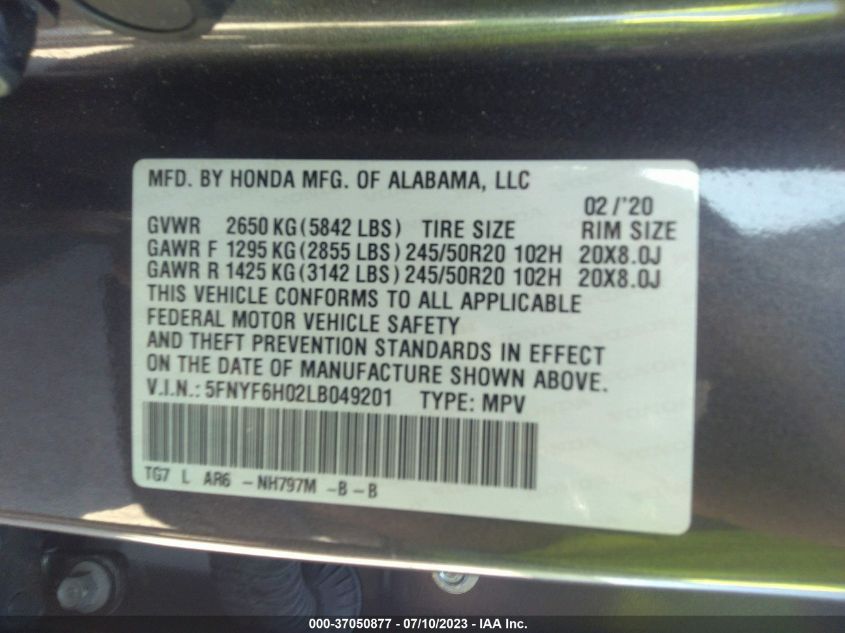 MFD. BY HONDA MFG. OF ALABAMA, LLC
02/'20
GVWR 2650 KG (5842 LBS) TIRE SIZE RIM SIZE
GAWR F 1295 KG (2855 LBS) 245/50R20 102H 20X8.0J
GAWR R 1425 KG (3142 LBS) 245/50R20 102H 20X8.0J
THIS VEHICLE CONFORMS TO ALL APPLICABLE
FEDERAL MOTOR VEHICLE SAFETY
AND THEFT PREVENTION STANDARDS IN EFFECT
ON THE DATE OF MANUFACTURE SHOWN ABOVE.
V.I.N.: 5FNYF6H02LB049201 TYPE: MPV
TG7 L AR6 -NH797M -B-B
000-37050877 - 07/10/2023 - IAA Inc.